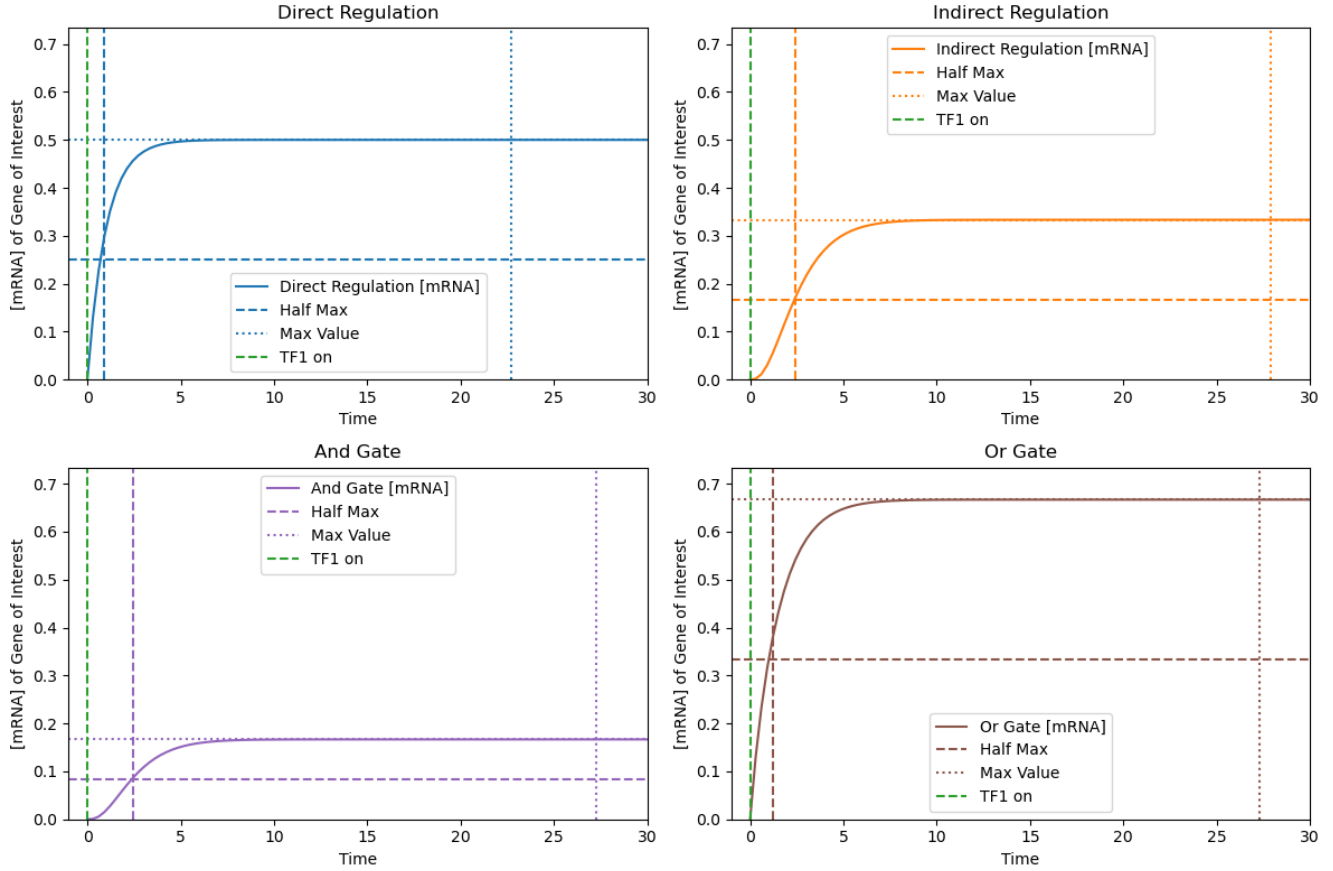 Direct Regulation
0.7
0.6
0.5
0.4
0.3
0.2
0.1
0.0
[mRNA] of Gene of Interest
Direct Regulation [mRNA]
Half Max
Max Value
TF1 on
0 5 10 15 20 25 30
Time
Indirect Regulation
0.7
0.6
0.5
0.4
0.3
0.2
0.1
0.0
[mRNA] of Gene of Interest
Indirect Regulation [mRNA]
Half Max
Max Value
TF1 on
0 5 10 15 20 25 30
Time
And Gate
0.7
0.6
0.5
0.4
0.3
0.2
0.1
0.0
[mRNA] of Gene of Interest
And Gate [mRNA]
Half Max
Max Value
TF1 on
0 5 10 15 20 25 30
Time
Or Gate
0.7
0.6
0.5
0.4
0.3
0.2
0.1
0.0
[mRNA] of Gene of Interest
Or Gate [mRNA]
Half Max
Max Value
TF1 on
0 5 10 15 20 25 30
Time